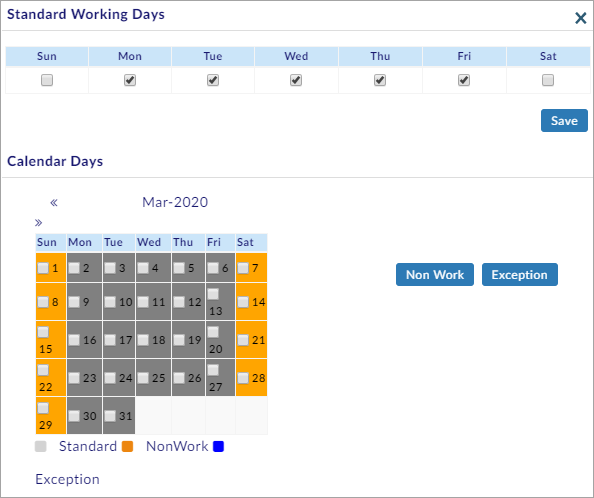 Standard Working Days
Sun Mon Tue Wed Thu Fri Sat
Save
Calendar Days
« Mar-2020
»
Sun Mon Tue Wed Thu Fri Sat
1 2 3 4 5 6 7
8 9 10 11 12 13 14
15 16 17 18 19 20 21
22 23 24 25 26 27 28
29 30 31
Non Work Exception
Standard NonWork
Exception